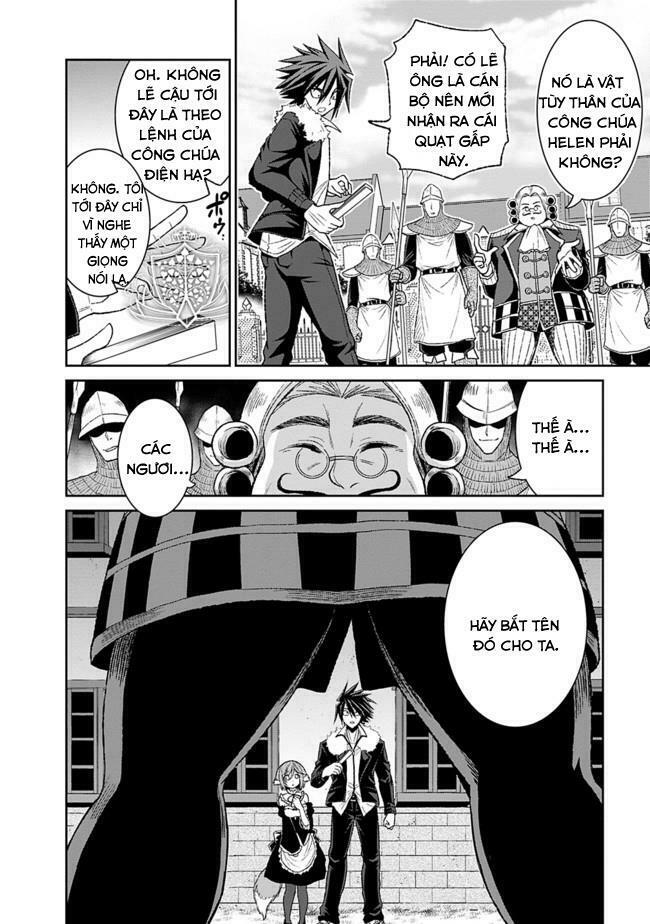 NÓ LÀ VẬT
TÙY THÂN CỦA
CÔNG CHÚA
HELEN PHẢI
KHÔNG?
PHẢI! CÓ LẼ
ÔNG LÀ CÁN
BỘ NÊN MỚI
NHẬN RA CÁI
QUẠT GẤP
NÀY.
OH. KHÔNG
LẼ CẬU TỚI
ĐÂY LÀ THEO
LỆNH CỦA
CÔNG CHÚA
ĐIỆN HẠ?
KHÔNG. TÔI
TỚI ĐÂY CHỈ
VÌ NGHE
THẤY MỘT
GIỌNG
NÓI LẠ.
ポゥ…
THẾ À...
THẾ À...
CÁC
NGƯƠI...
HÃY BẮT TÊN
ĐÓ CHO TA.